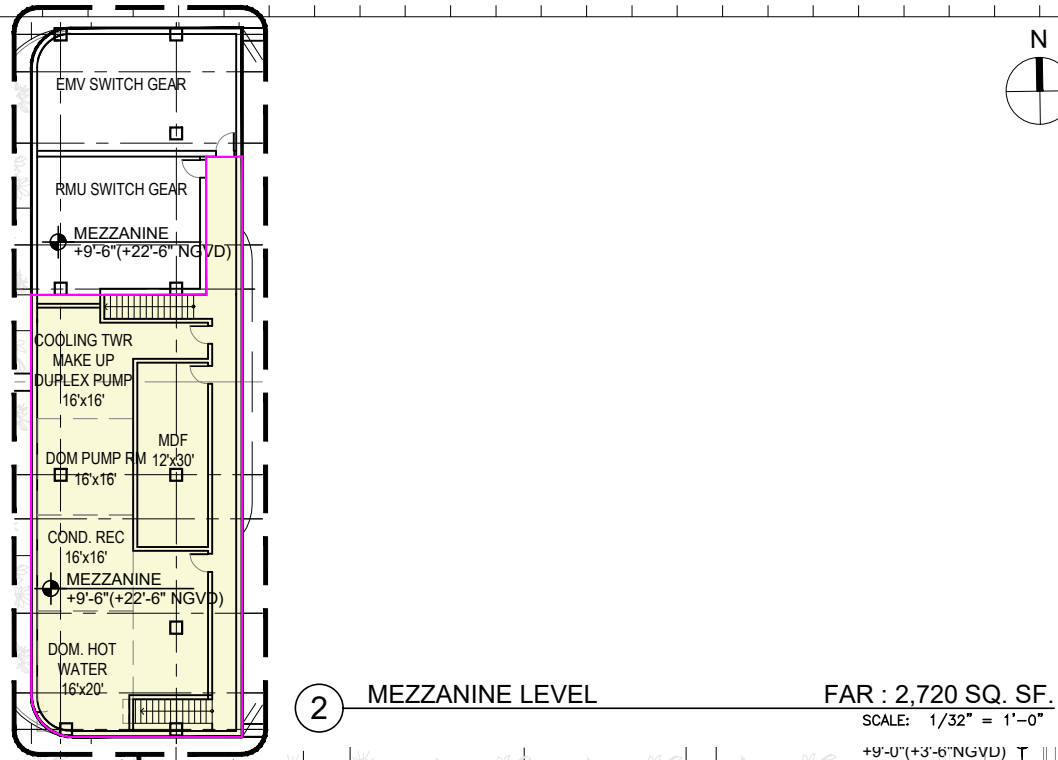 N
EMV SWITCH GEAR
RMU SWITCH GEAR
MEZZANINE
+9'-6"(+22'-6" NGVD)
COOLING TWR
MAKE UP
DUPLEX PUMP
16'x16'
MDF
12'x30'
DOM PUMP RM
16'x16'
COND. REC
16'x16'
MEZZANINE
+9'-6"(+22'-6" NGVD)
DOM. HOT
WATER
16'x20'
2 MEZZANINE LEVEL FAR : 2,720 SQ. SF.
SCALE: 1/32" = 1'-0"
+9'-0"(+3'-6"NGVD)